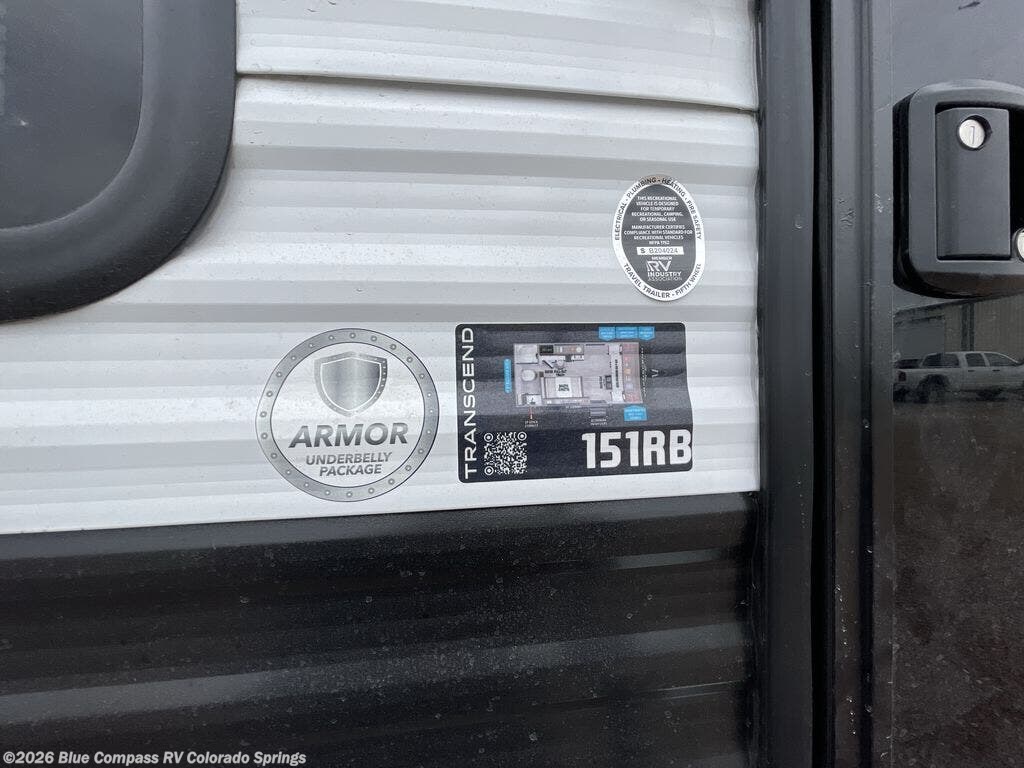 ELECTRICAL - PLUMBING - HEATING - FIRE SAFETY
THIS RECREATIONAL
VEHICLE IS DESIGNED
FOR TEMPORARY
RECREATIONAL, CAMPING,
OR SEASONAL USE
MANUFACTURER CERTIFIES
COMPLIANCE WITH STANDARD FOR
RECREATIONAL VEHICLES
NFPA 1192
S B204024
MEMBER
RV
INDUSTRY
ASSOCIATION
TRAVEL TRAILER - FIFTH WHEEL
ARMOR
UNDERBELLY
PACKAGE
TRANSCEND
151RB
©2026 Blue Compass RV Colorado Springs